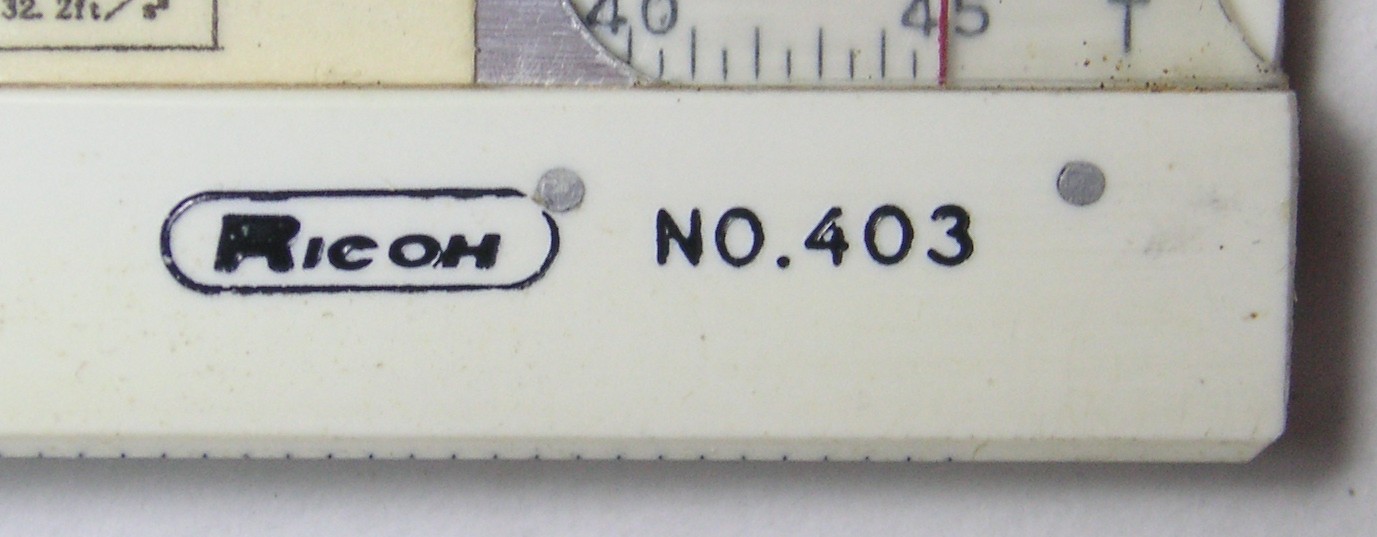 32.2ft/s²
40 45 T
RICOH NO.403